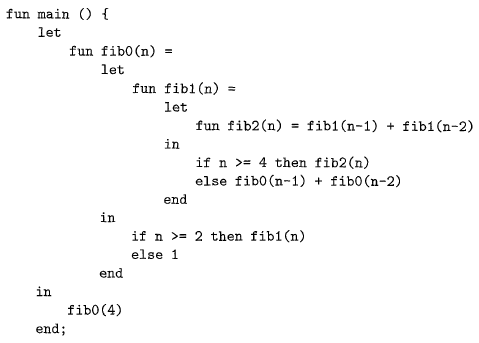 fun main () {
    let
        fun fib0(n) =
            let
                fun fib1(n) =
                    let
                        fun fib2(n) = fib1(n-1) + fib1(n-2)
                    in
                        if n >= 4 then fib2(n)
                        else fib0(n-1) + fib0(n-2)
                    end
            in
                if n >= 2 then fib1(n)
                else 1
            end
    in
        fib0(4)
    end;